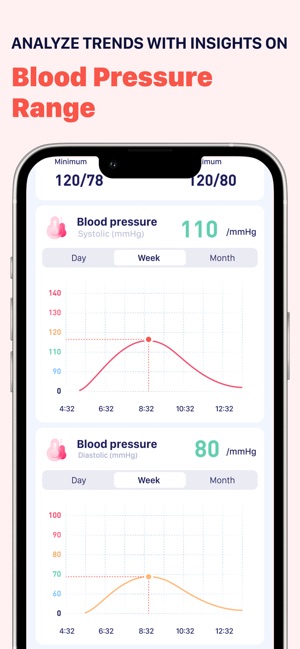 ANALYZE TRENDS WITH INSIGHTS ON
Blood Pressure
Range
Minimum
120/78
120/80
Blood pressure
Systolic (mmHg)
110 /mmHg
Day Week Month
140
130
120
110
90
0
4:32 6:32 8:32 10:32 12:32
Blood pressure
Diastolic (mmHg)
80 /mmHg
Day Week Month
100
90
80
70
60
0
4:32 6:32 8:32 10:32 12:32